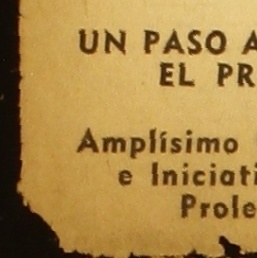 UN PASO A
EL PR
Amplísimo
e Iniciati
Prole